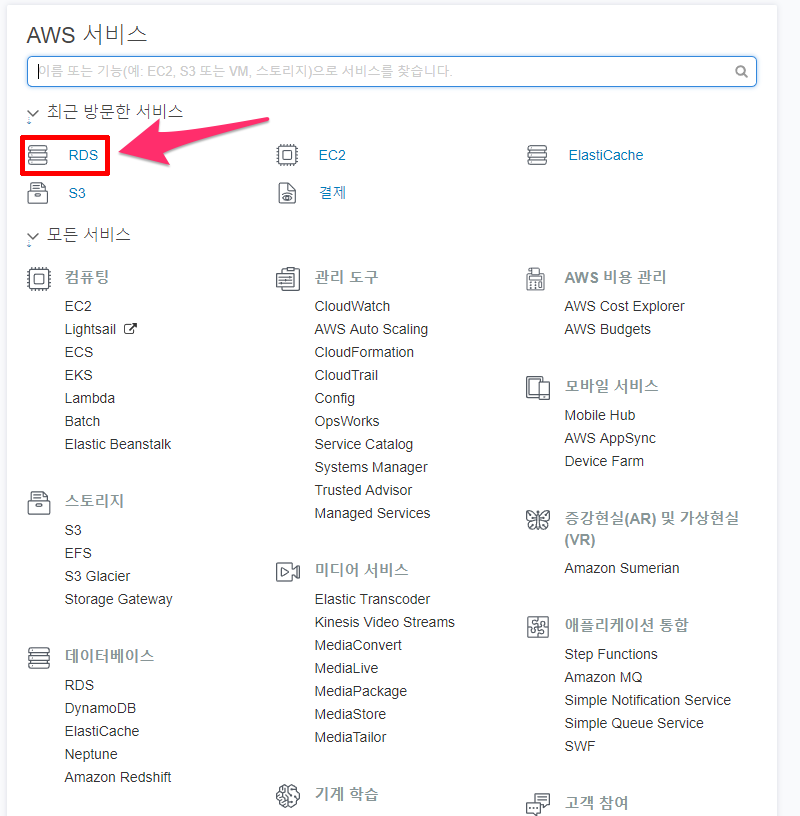 AWS 서비스
이름 또는 기능(예: EC2, S3 또는 VM, 스토리지)으로 서비스를 찾습니다.
최근 방문한 서비스
RDS
EC2
ElastiCache
S3
결제
모든 서비스
컴퓨팅
EC2
Lightsail
ECS
EKS
Lambda
Batch
Elastic Beanstalk
스토리지
S3
EFS
S3 Glacier
Storage Gateway
데이터베이스
RDS
DynamoDB
ElastiCache
Neptune
Amazon Redshift
관리 도구
CloudWatch
AWS Auto Scaling
CloudFormation
CloudTrail
Config
OpsWorks
Service Catalog
Systems Manager
Trusted Advisor
Managed Services
미디어 서비스
Elastic Transcoder
Kinesis Video Streams
MediaConvert
MediaLive
MediaPackage
MediaStore
MediaTailor
기계 학습
AWS 비용 관리
AWS Cost Explorer
AWS Budgets
모바일 서비스
Mobile Hub
AWS AppSync
Device Farm
증강현실(AR) 및 가상현실
(VR)
Amazon Sumerian
애플리케이션 통합
Step Functions
Amazon MQ
Simple Notification Service
Simple Queue Service
SWF
고객 참여